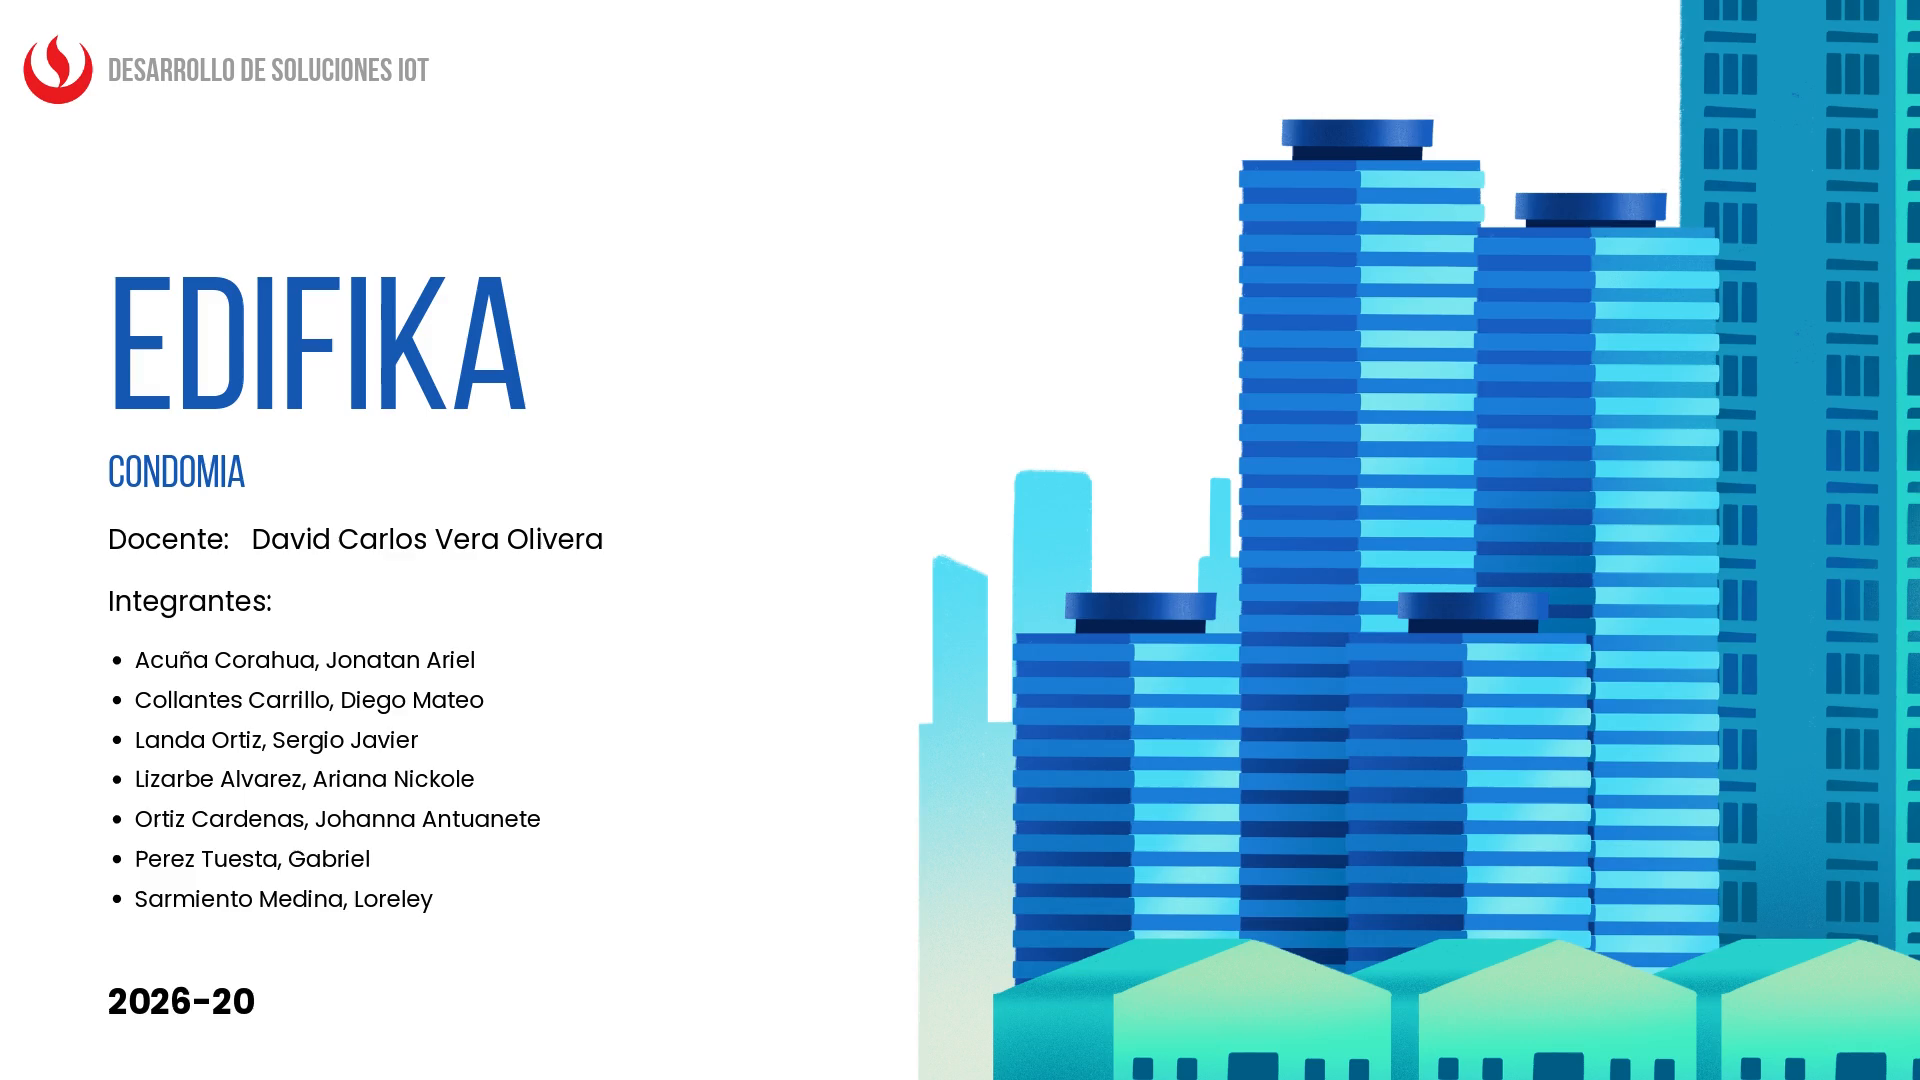 DESARROLLO DE SOLUCIONES IOT
EDIFIKA
CONDOMIA
Docente: David Carlos Vera Olivera
Integrantes:
• Acuña Corahua, Jonatan Ariel
• Collantes Carrillo, Diego Mateo
• Landa Ortiz, Sergio Javier
• Lizarbe Alvarez, Ariana Nickole
• Ortiz Cardenas, Johanna Antuanete
• Perez Tuesta, Gabriel
• Sarmiento Medina, Loreley
2026-20